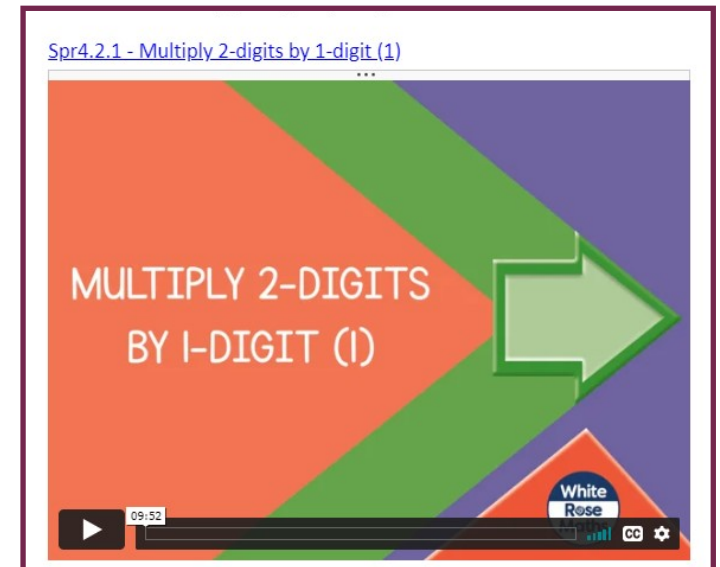 Spr4.2.1 - Multiply 2-digits by 1-digit (1)
MULTIPLY 2-DIGITS
BY 1-DIGIT (1)
White
Rose
Maths
09:52
CC